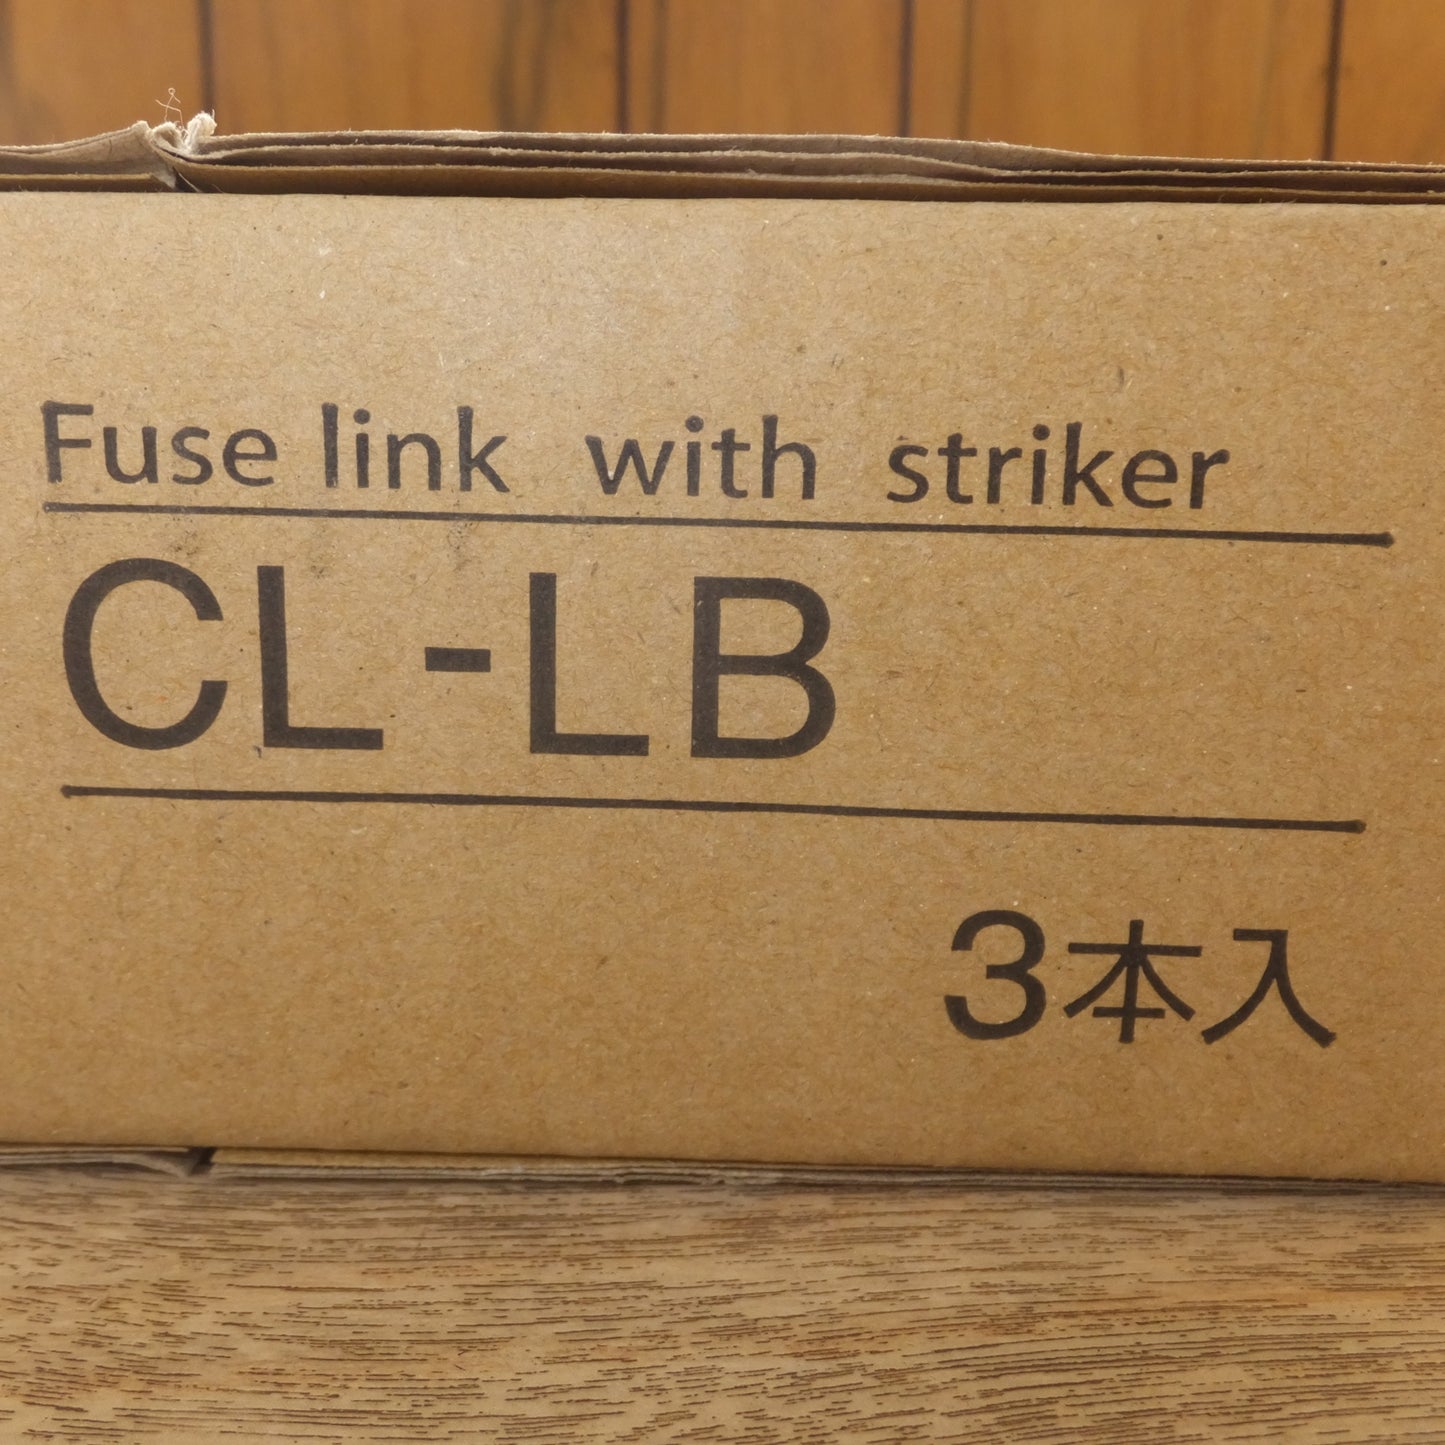 Fuse link with striker
CL-LB
3本入